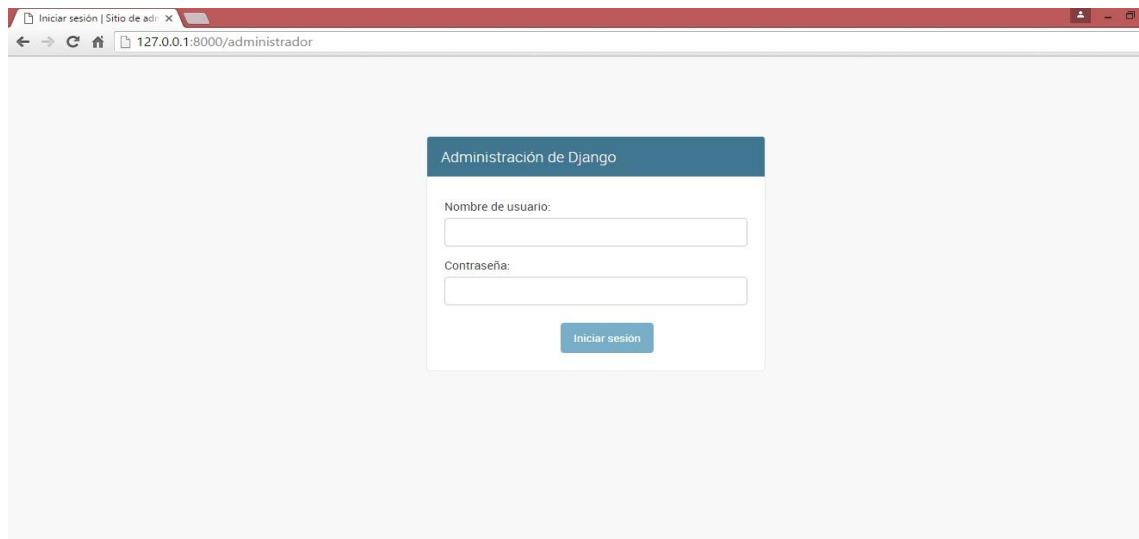 Iniciar sesión | Sitio de adn
127.0.0.1:8000/administrador
Administración de Django
Nombre de usuario:
Contraseña:
Iniciar sesión